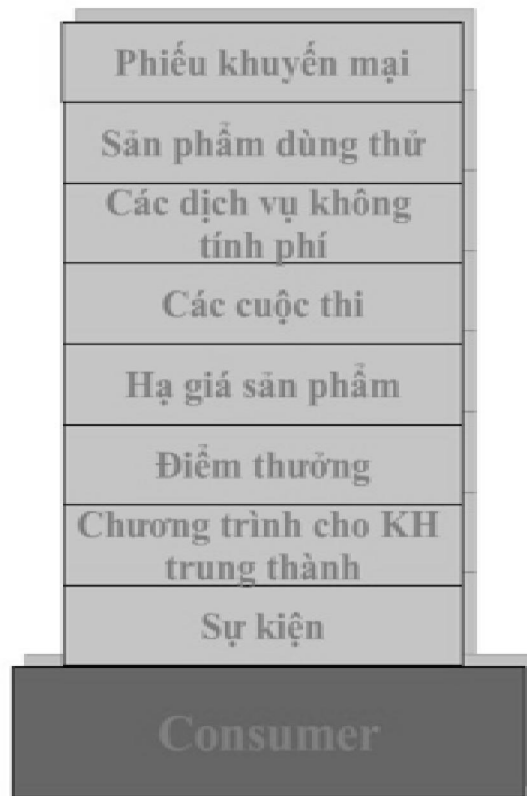 Phiếu khuyến mại
Sản phẩm dùng thử
Các dịch vụ không
tính phí
Các cuộc thi
Hạ giá sản phẩm
Điểm thưởng
Chương trình cho KH
trung thành
Sự kiện
Consumer